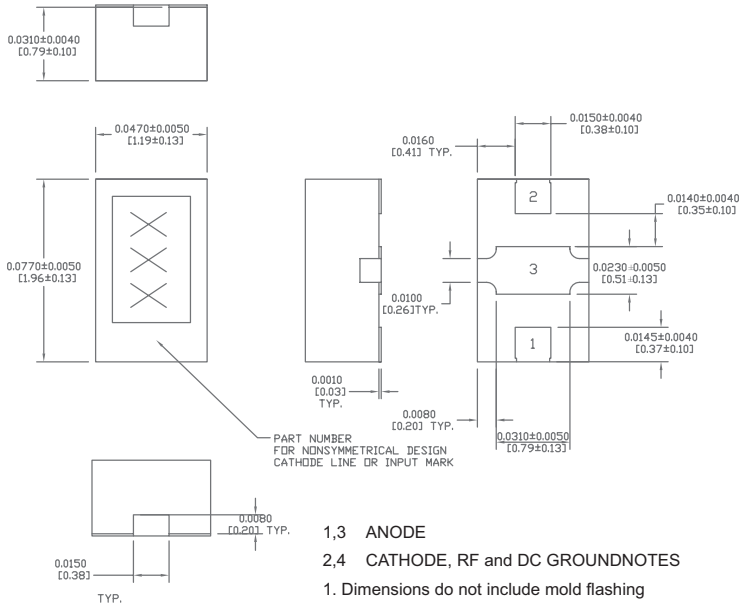 0.0310±0.0040
[0.79±0.10]
0.0470±0.0050
[1.19±0.13]
0.0150±0.0040
[0.38±0.10]
0.0160
[0.41] TYP.
2
0.0140±0.0040
[0.35±0.10]
XXX
0.0770±0.0050
[1.96±0.13]
3
0.0230±0.0050
[0.51±0.13]
0.0100
[0.26]TYP.
1
0.0145±0.0040
[0.37±0.10]
0.0010
[0.03]
TYP.
0.0080
[0.20] TYP.
0.0310±0.0050
[0.79±0.13]
PART NUMBER
FOR NONSYMMETRICAL DESIGN
CATHODE LINE OR INPUT MARK
0.0080
[0.20] TYP.
0.0150
[0.38]
TYP.
1,3 ANODE
2,4 CATHODE, RF and DC GROUNDNOTES
1. Dimensions do not include mold flashing